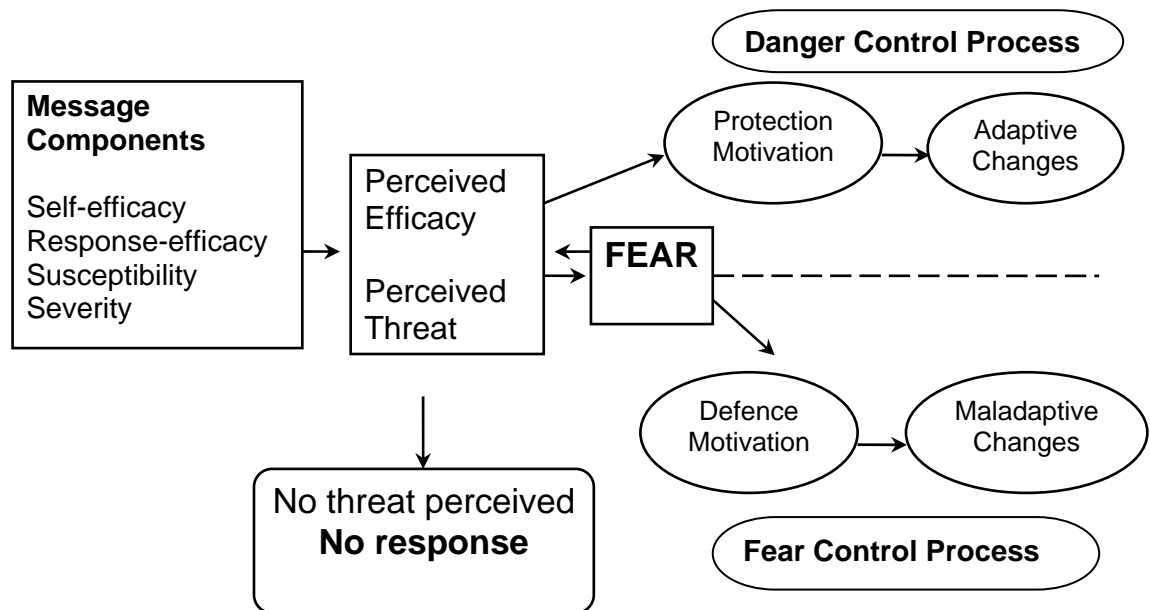 Danger Control Process
Message
Components
Self-efficacy
Response-efficacy
Susceptibility
Severity
Perceived
Efficacy
Perceived
Threat
Protection
Motivation
Adaptive
Changes
FEAR
Defence
Motivation
Maladaptive
Changes
No threat perceived
No response
Fear Control Process